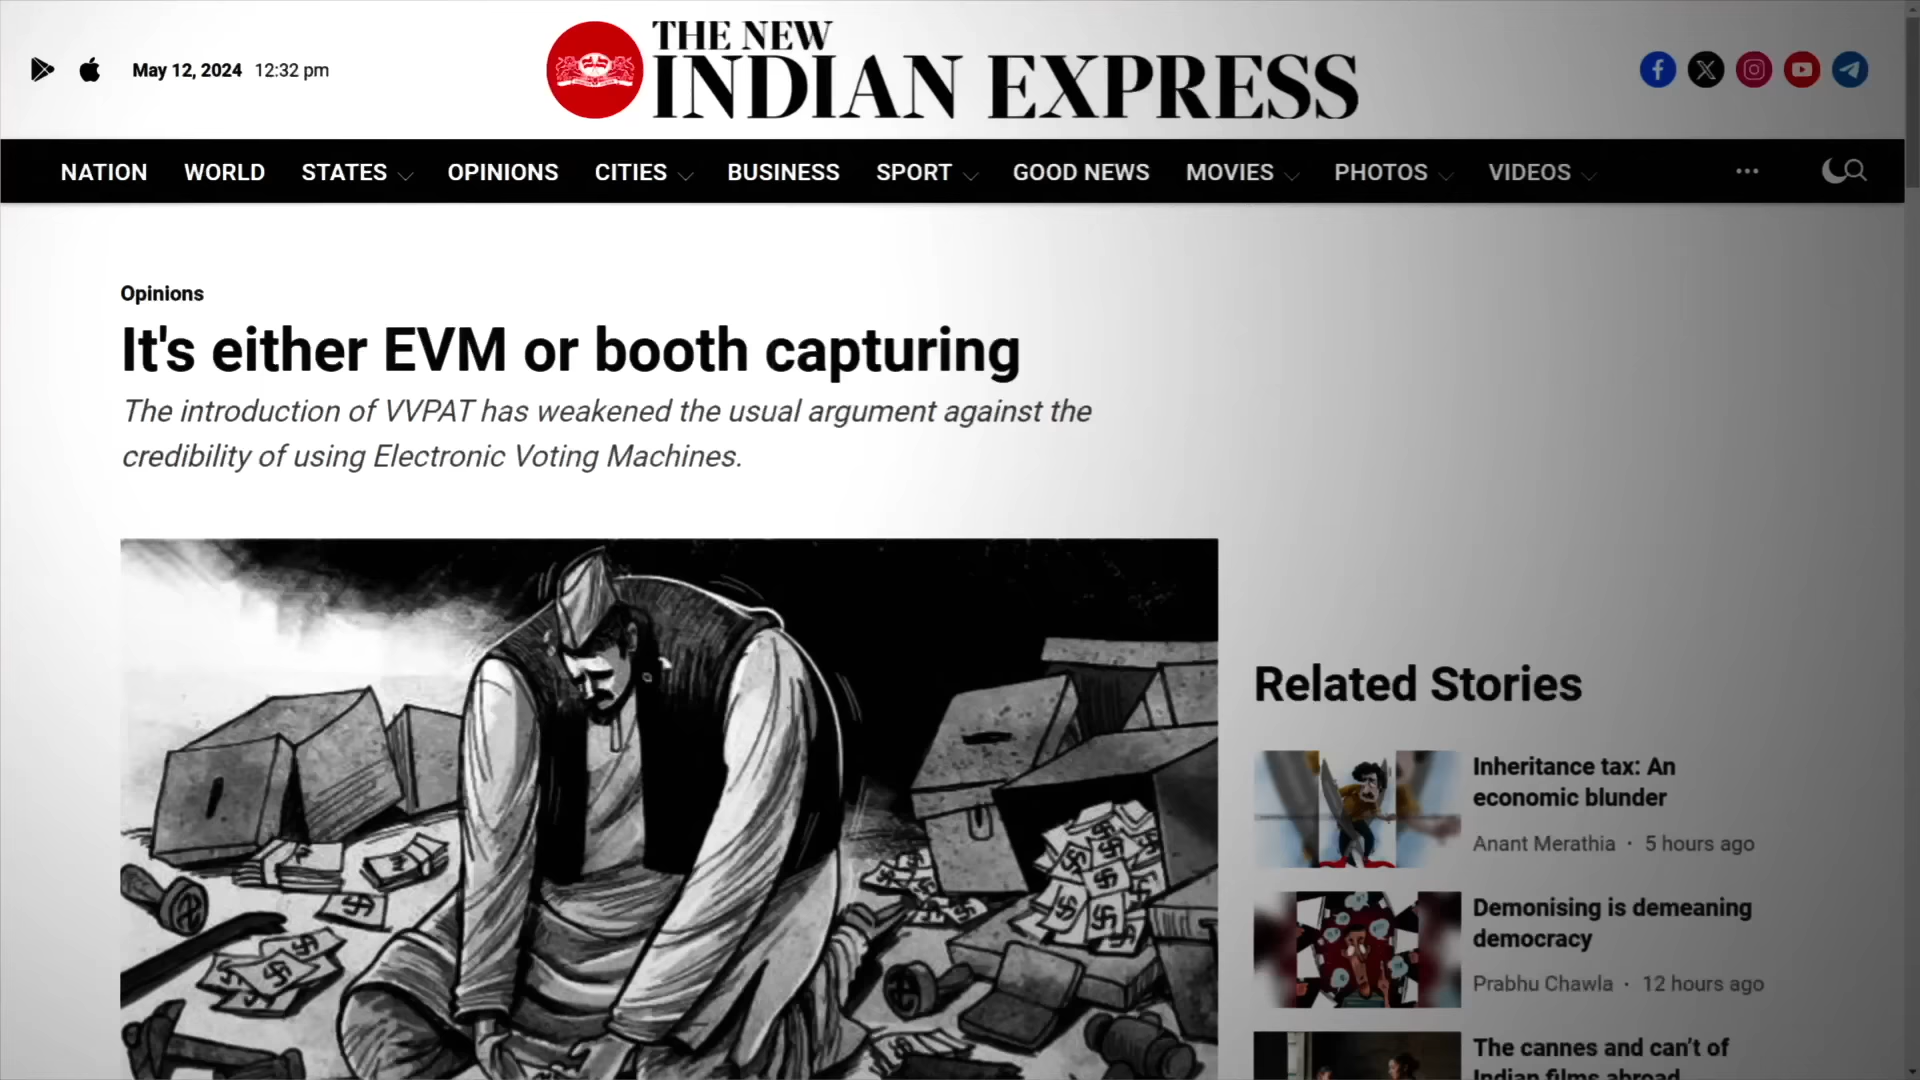 May 12, 2024 12:32 pm
THE NEW
INDIAN EXPRESS
NATION WORLD STATES OPINIONS CITIES BUSINESS SPORT GOOD NEWS MOVIES PHOTOS VIDEOS
Opinions
It's either EVM or booth capturing
The introduction of VVPAT has weakened the usual argument against the
credibility of using Electronic Voting Machines.
Related Stories
Inheritance tax: An
economic blunder
Anant Merathia · 5 hours ago
Demonising is demeaning
democracy
Prabhu Chawla · 12 hours ago
The cannes and can’t of
Indian films abroad